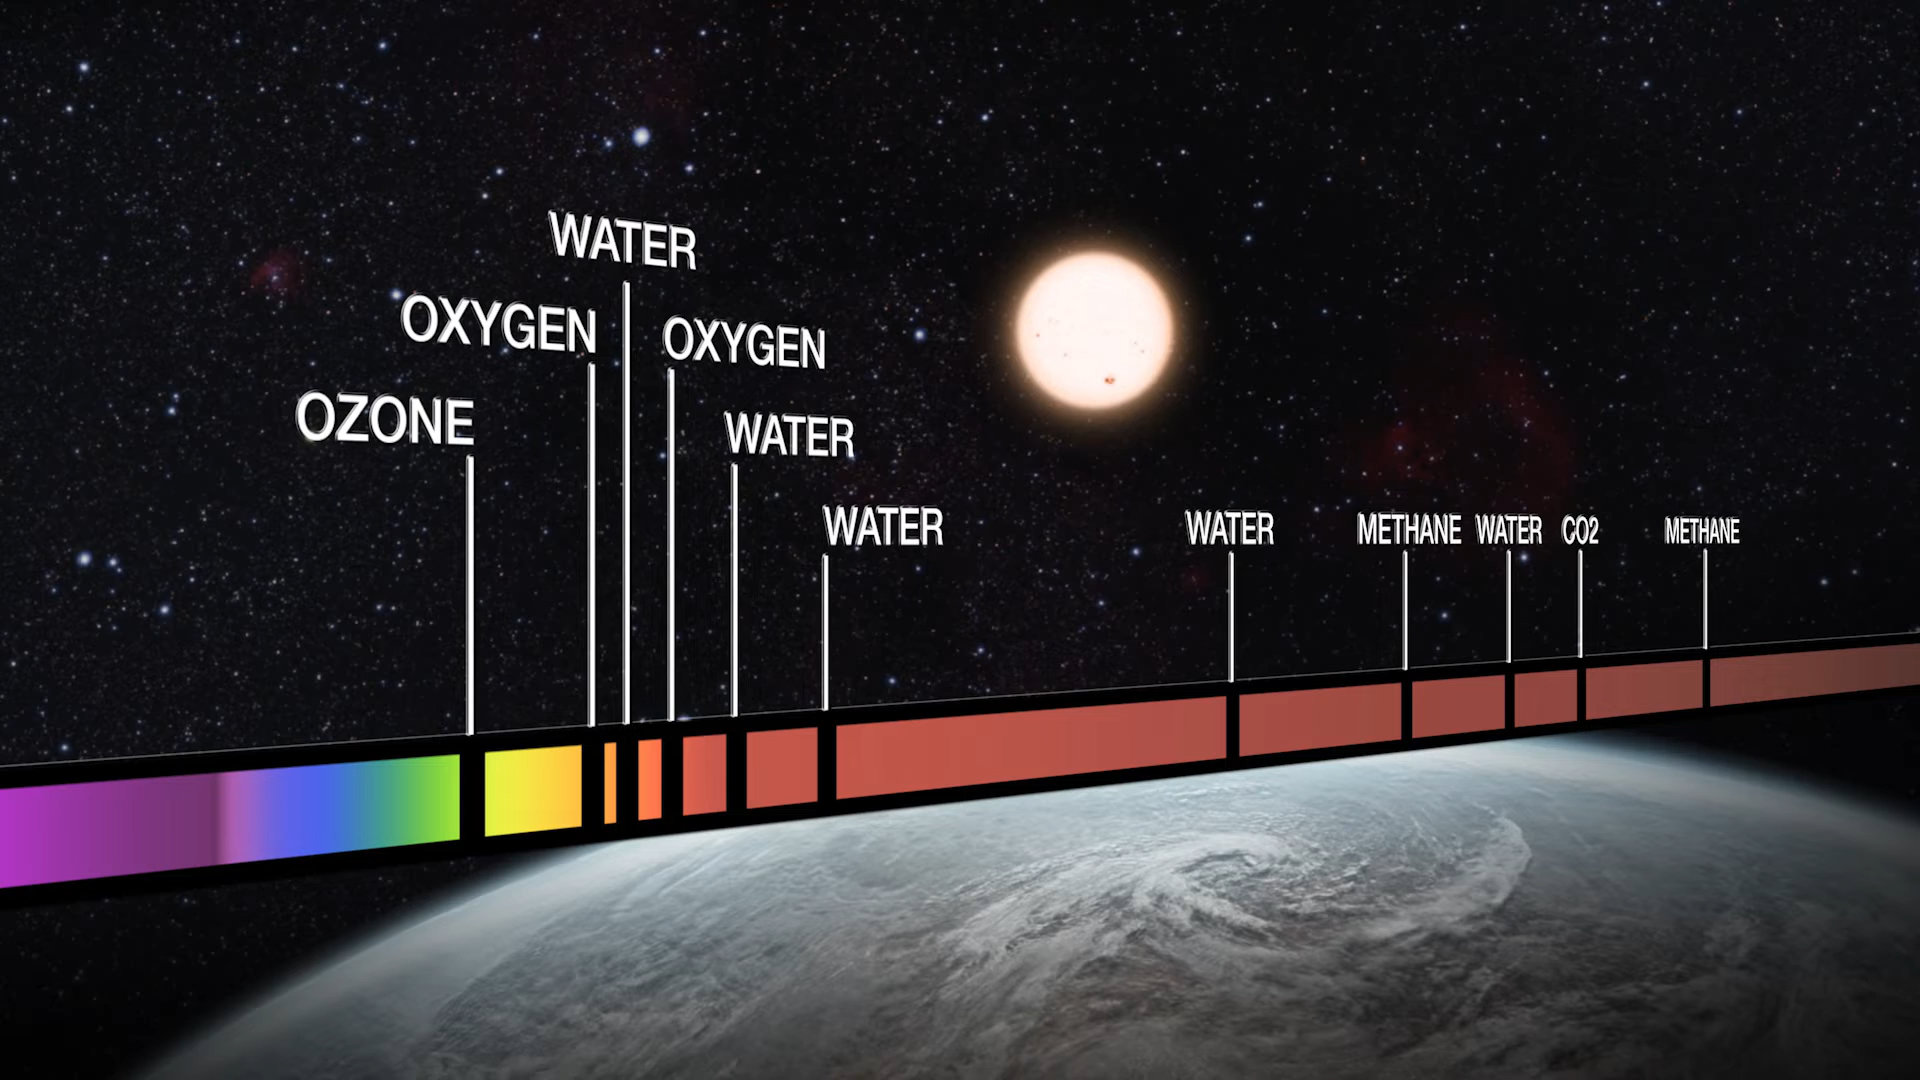 OZONE
OXYGEN
WATER
OXYGEN
WATER
WATER
WATER
METHANE
WATER
CO2
METHANE